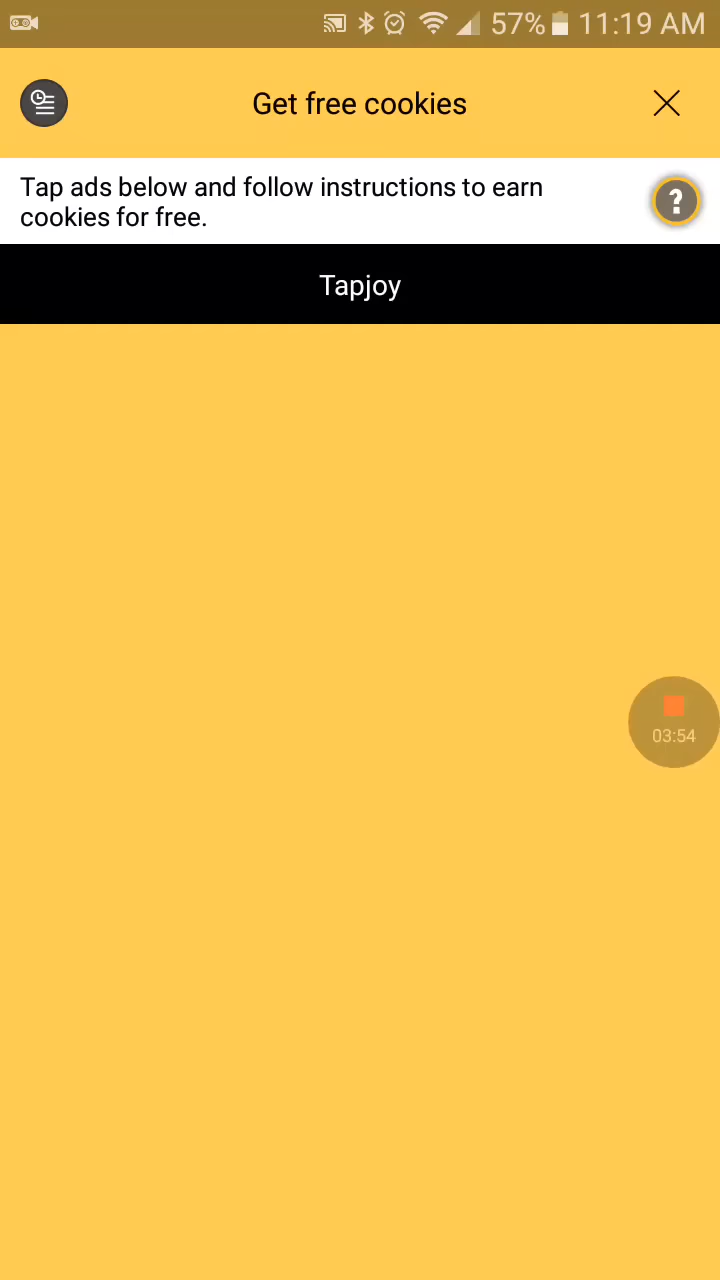 57% 11:19 AM
Get free cookies
Tap ads below and follow instructions to earn
cookies for free.
?
Tapjoy
03:54